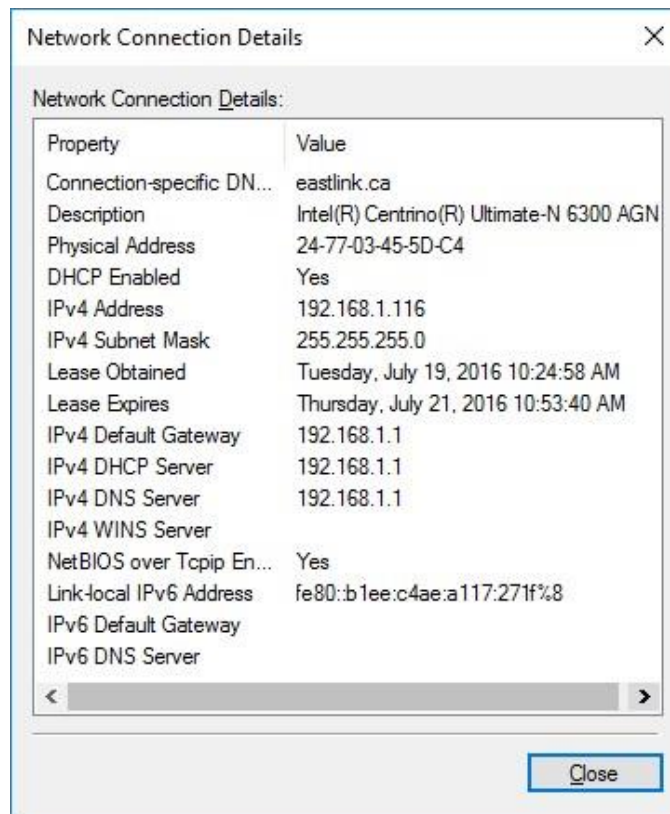 Network Connection Details
Network Connection Details:
Property Value
Connection-specific DN... eastlink.ca
Description Intel(R) Centrino(R) Ultimate-N 6300 AGN
Physical Address 24-77-03-45-5D-C4
DHCP Enabled Yes
IPv4 Address 192.168.1.116
IPv4 Subnet Mask 255.255.255.0
Lease Obtained Tuesday, July 19, 2016 10:24:58 AM
Lease Expires Thursday, July 21, 2016 10:53:40 AM
IPv4 Default Gateway 192.168.1.1
IPv4 DHCP Server 192.168.1.1
IPv4 DNS Server 192.168.1.1
IPv4 WINS Server
NetBIOS over Tcpip En... Yes
Link-local IPv6 Address fe80::b1ee:c4ae:a117:271f%8
IPv6 Default Gateway
IPv6 DNS Server
Close